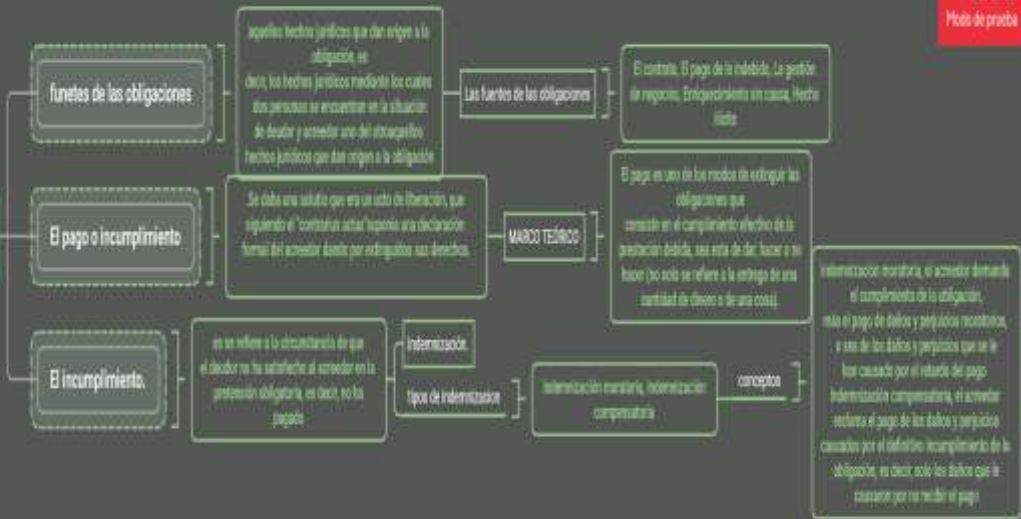 Modo de prueba
funetes de las obligaciones
aquellos hechos jurídicos que dan origen a la
obligación, es
decir, los hechos jurídicos mediante los cuales
dos personas se encuentran en la situación
de deudor y acreedor uno del otroaquellos
hechos jurídicos que dan origen a la obligación
Las fuentes de las obligaciones
El contrato, El pago de lo indebido, La gestión
de negocios, Enriquecimiento sin causa, Hecho
ilícito
El pago o incumplimiento
Se daba una solutio que era un acto de liberación, que
siguiendo el "contrarius actus"suponía una declaración
formal del acreedor dando por extinguidos sus derechos.
MARCO TEÓRICO
El pago es uno de los modos de extinguir las
obligaciones que
consiste en el cumplimiento efectivo de la
prestación debida, sea esta de dar, hacer o no
hacer (no solo se refiere a la entrega de una
cantidad de dinero o de una cosa).
El incumplimiento.
es se refiere a la circunstancia de que
el deudor no ha satisfecho al acreedor en la
pretensión obligatoria, es decir, no ha
pagado
Indemnización.
tipos de indemnizacion
indemnización moratoria, indemnización
compensatoria
conceptos
indemnización moratoria, el acreedor demanda
el cumplimiento de la obligación,
más el pago de daños y perjuicios moratorios,
o sea de los daños y perjuicios que se le
han causado por el retardo del pago
Indemnización compensatoria, el acreedor
reclama el pago de los daños y perjuicios
causados por el definitivo incumplimiento de la
obligación, es decir, solo los daños que le
causaron por no recibir el pago